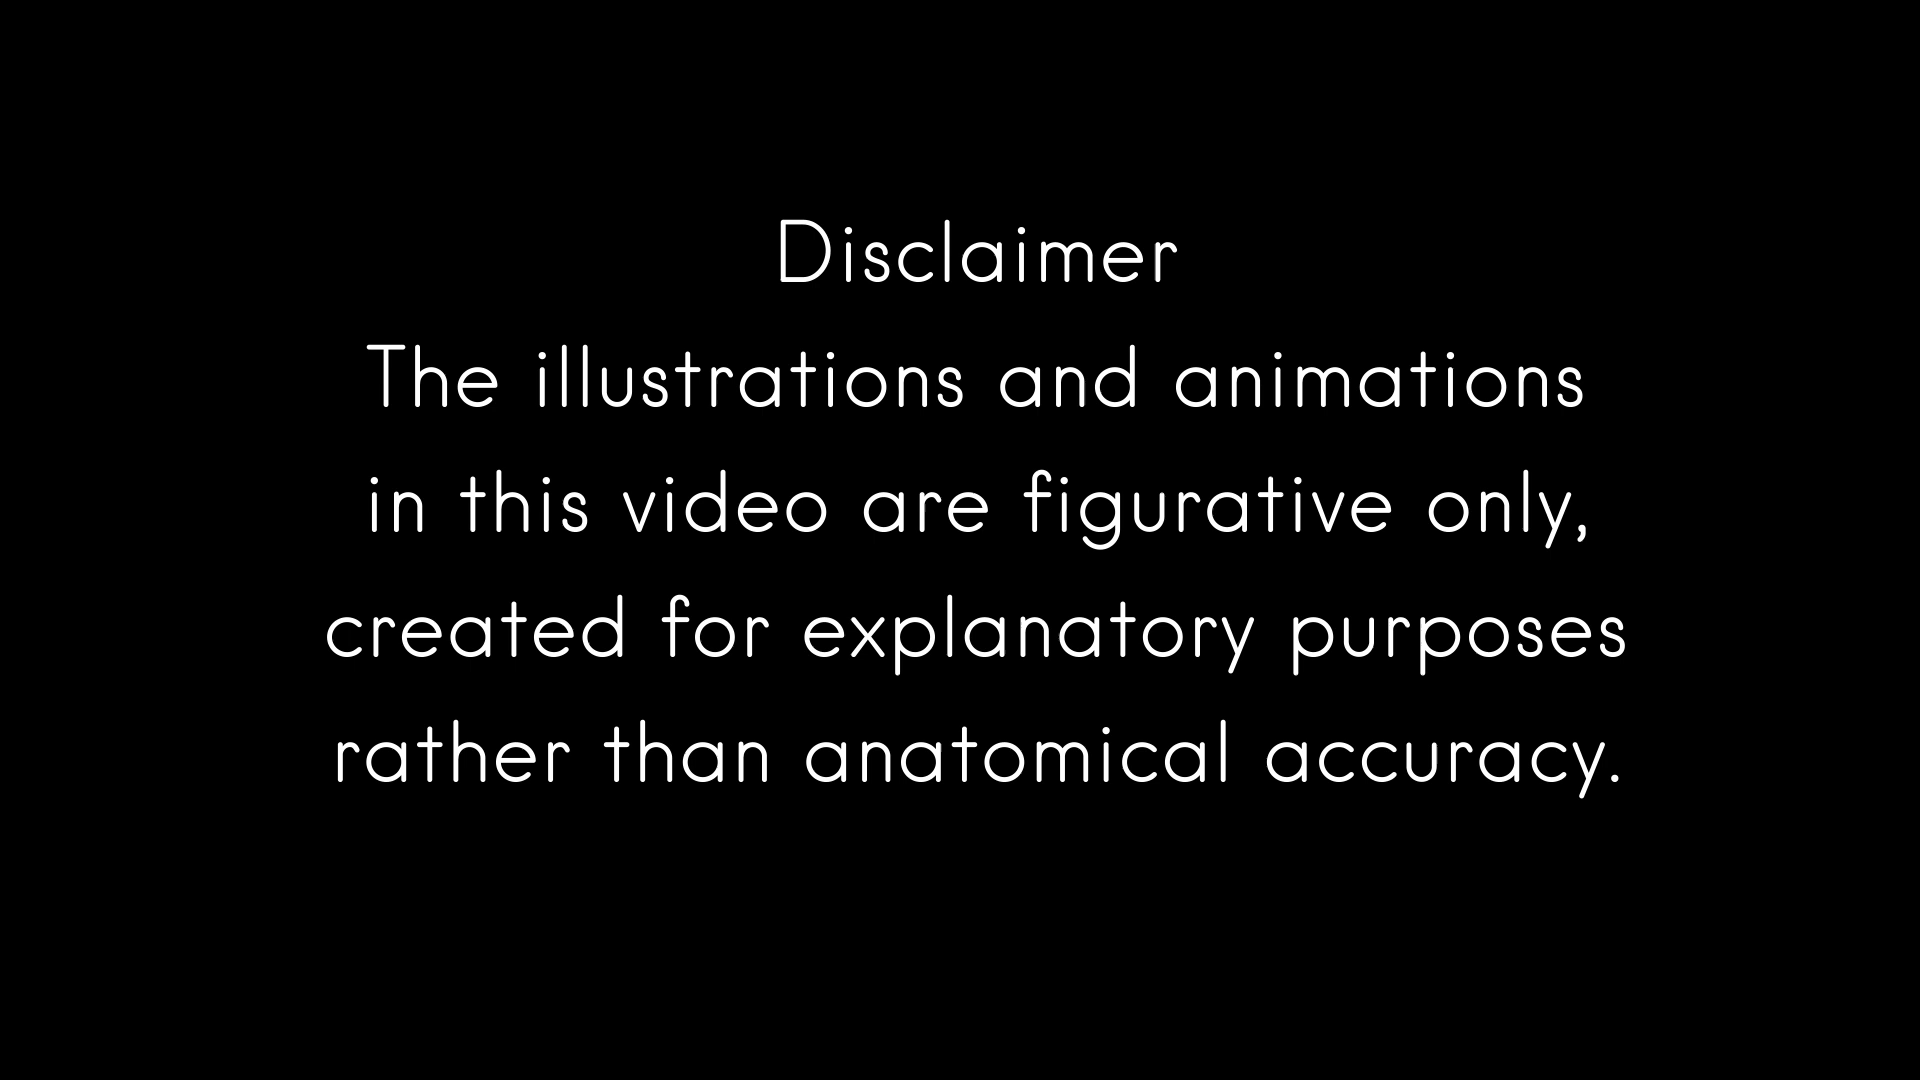 Disclaimer
The illustrations and animations
in this video are figurative only,
created for explanatory purposes
rather than anatomical accuracy.